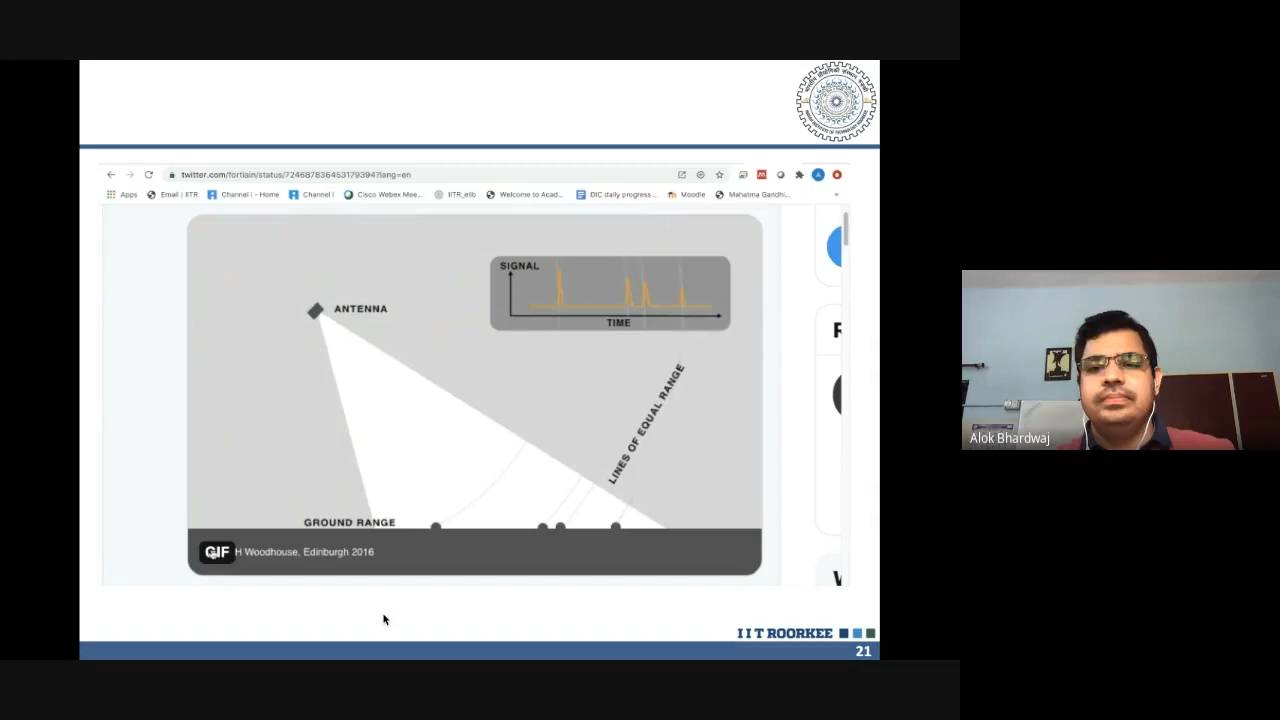 twitter.com/fortiain/status/724687836453179394?lang=en
Apps Email | IITR Channel i - Home Channel i Cisco Webex Mee... IITR_elib Welcome to Acad... DIC daily progress... Moodle Mahatma Gandhi... »
SIGNAL
TIME
ANTENNA
LINES OF EQUAL RANGE
GROUND RANGE
GIF H Woodhouse, Edinburgh 2016
Alok Bhardwaj
IIT ROORKEE
21